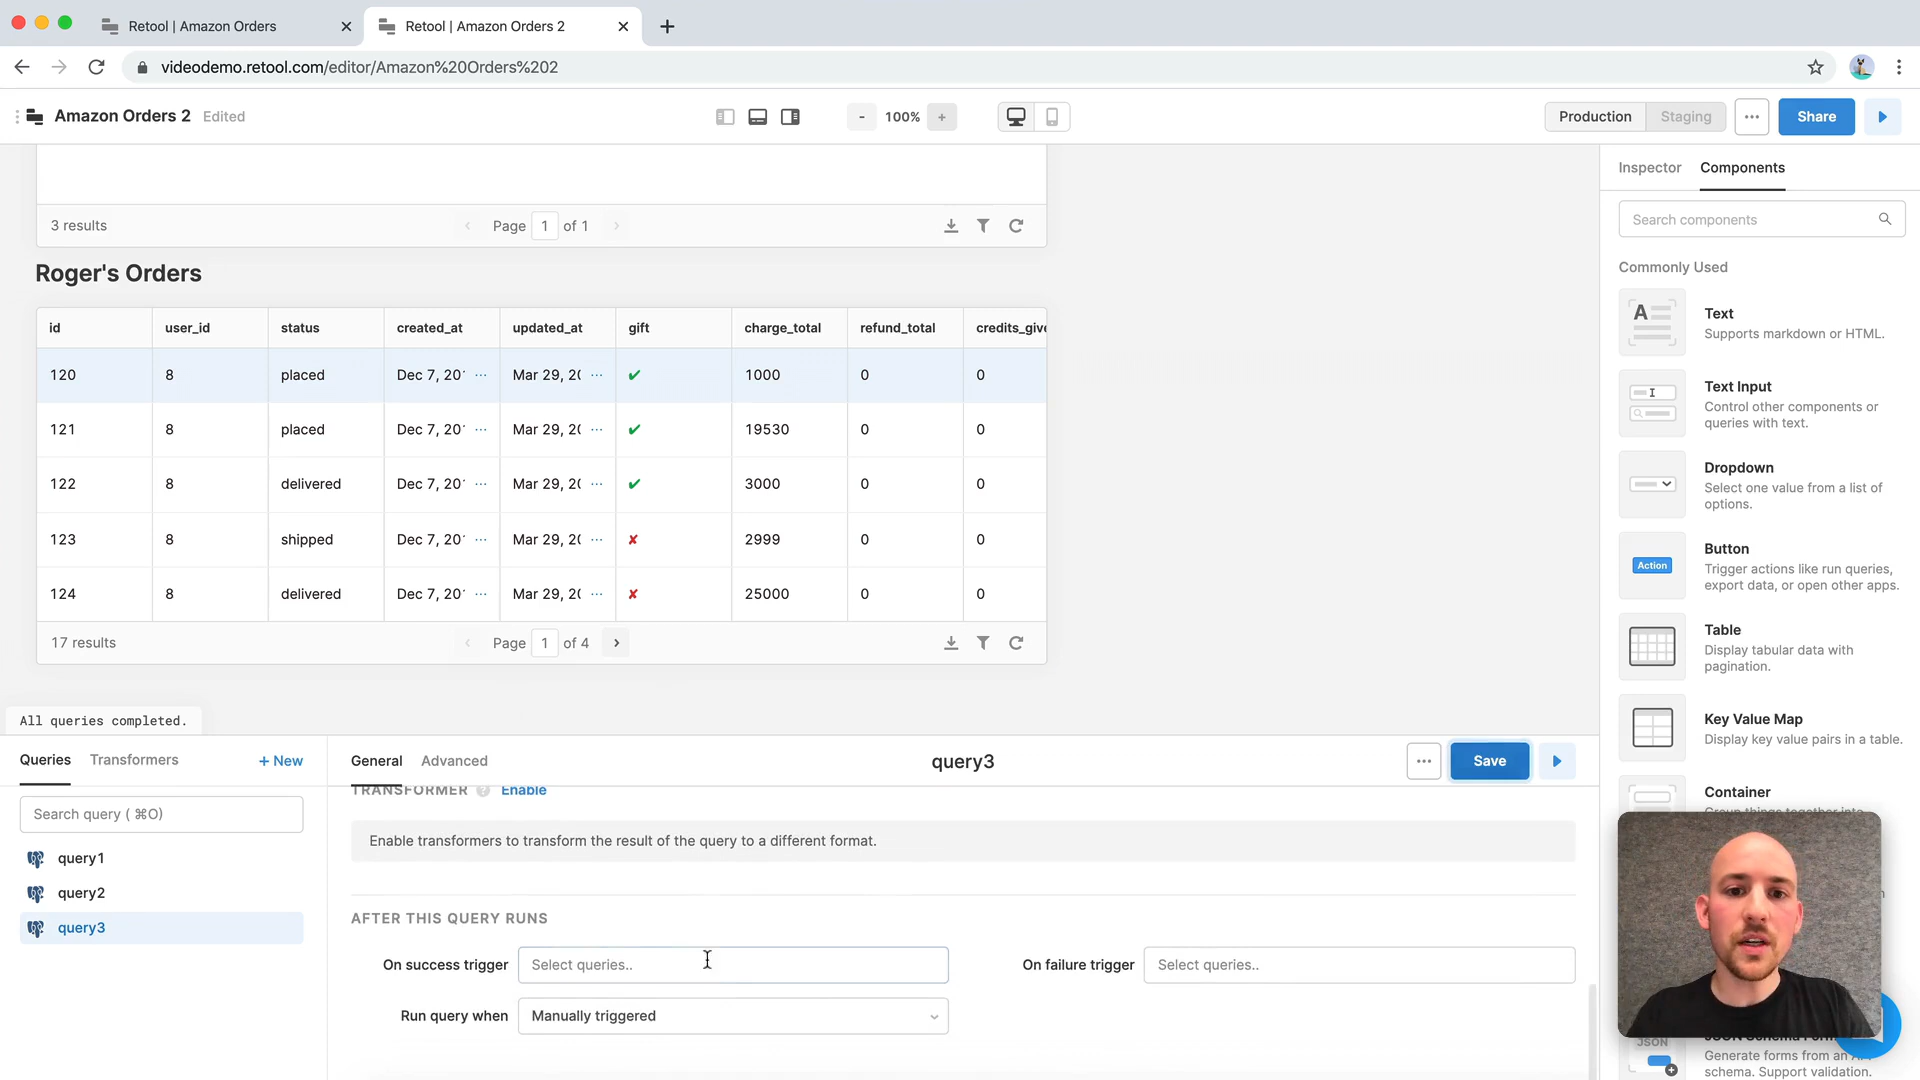 Retool | Amazon Orders
Retool | Amazon Orders 2
videodemo.retool.com/editor/Amazon%20Orders%202
Amazon Orders 2 Edited
- 100% +
Production Staging ... Share
Inspector Components
Search components
3 results
Page 1 of 1
Commonly Used
Roger's Orders
Text
Supports markdown or HTML.
id user_id status created_at updated_at gift charge_total refund_total credits_give
120 8 placed Dec 7, 20 ... Mar 29, 20 ... ✔ 1000 0 0
121 8 placed Dec 7, 20 ... Mar 29, 20 ... ✔ 19530 0 0
122 8 delivered Dec 7, 20 ... Mar 29, 20 ... ✔ 3000 0 0
123 8 shipped Dec 7, 20 ... Mar 29, 20 ... ✘ 2999 0 0
124 8 delivered Dec 7, 20 ... Mar 29, 20 ... ✘ 25000 0 0
17 results
Page 1 of 4
Text Input
Control other components or
queries with text.
Dropdown
Select one value from a list of
options.
Action
Button
Trigger actions like run queries,
export data, or open other apps.
Table
Display tabular data with
pagination.
Key Value Map
Display key value pairs in a table.
Container
JSON
Generate forms from an
schema. Support validation.
All queries completed.
Queries Transformers + New
Search query ( ⌘O)
query1
query2
query3
General Advanced
query3
... Save
TRANSFORMER ? Enable
Enable transformers to transform the result of the query to a different format.
AFTER THIS QUERY RUNS
On success trigger Select queries..
On failure trigger Select queries..
Run query when Manually triggered